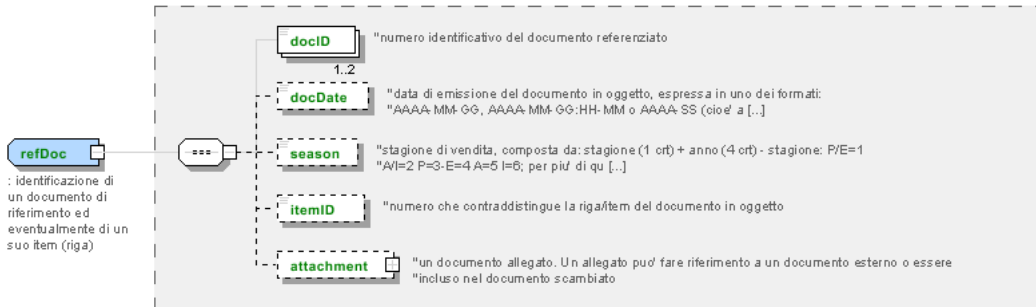 docID
"numero identificativo del documento referenziato
1..2
docDate
"data di emissione del documento in oggetto, espressa in uno dei formati:
"AAAA-MM-GG, AAAA-MM-GG:HH-MM o AAAA-SS (cioe' a [...]
refDoc
season
"stagione di vendita, composta da: stagione (1 crt) + anno (4 crt) - stagione: P/E=1
"A/I=2 P=3-E=4 A=5 I=6; per piu' di qu [...]
: identificazione di
un documento di
riferimento ed
eventualmente di un
suo item (riga)
itemID
"numero che contraddistingue la riga/item del documento in oggetto
attachment
"un documento allegato. Un allegato puo' fare riferimento a un documento esterno o essere
"incluso nel documento scambiato